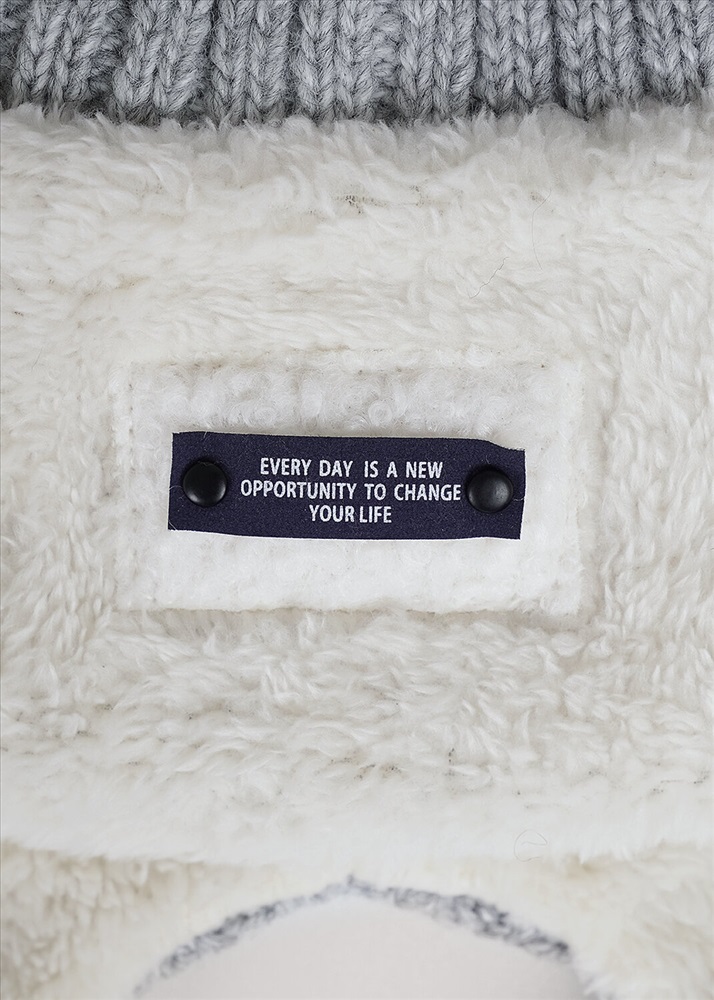 EVERY DAY IS A NEW
OPPORTUNITY TO CHANGE
YOUR LIFE